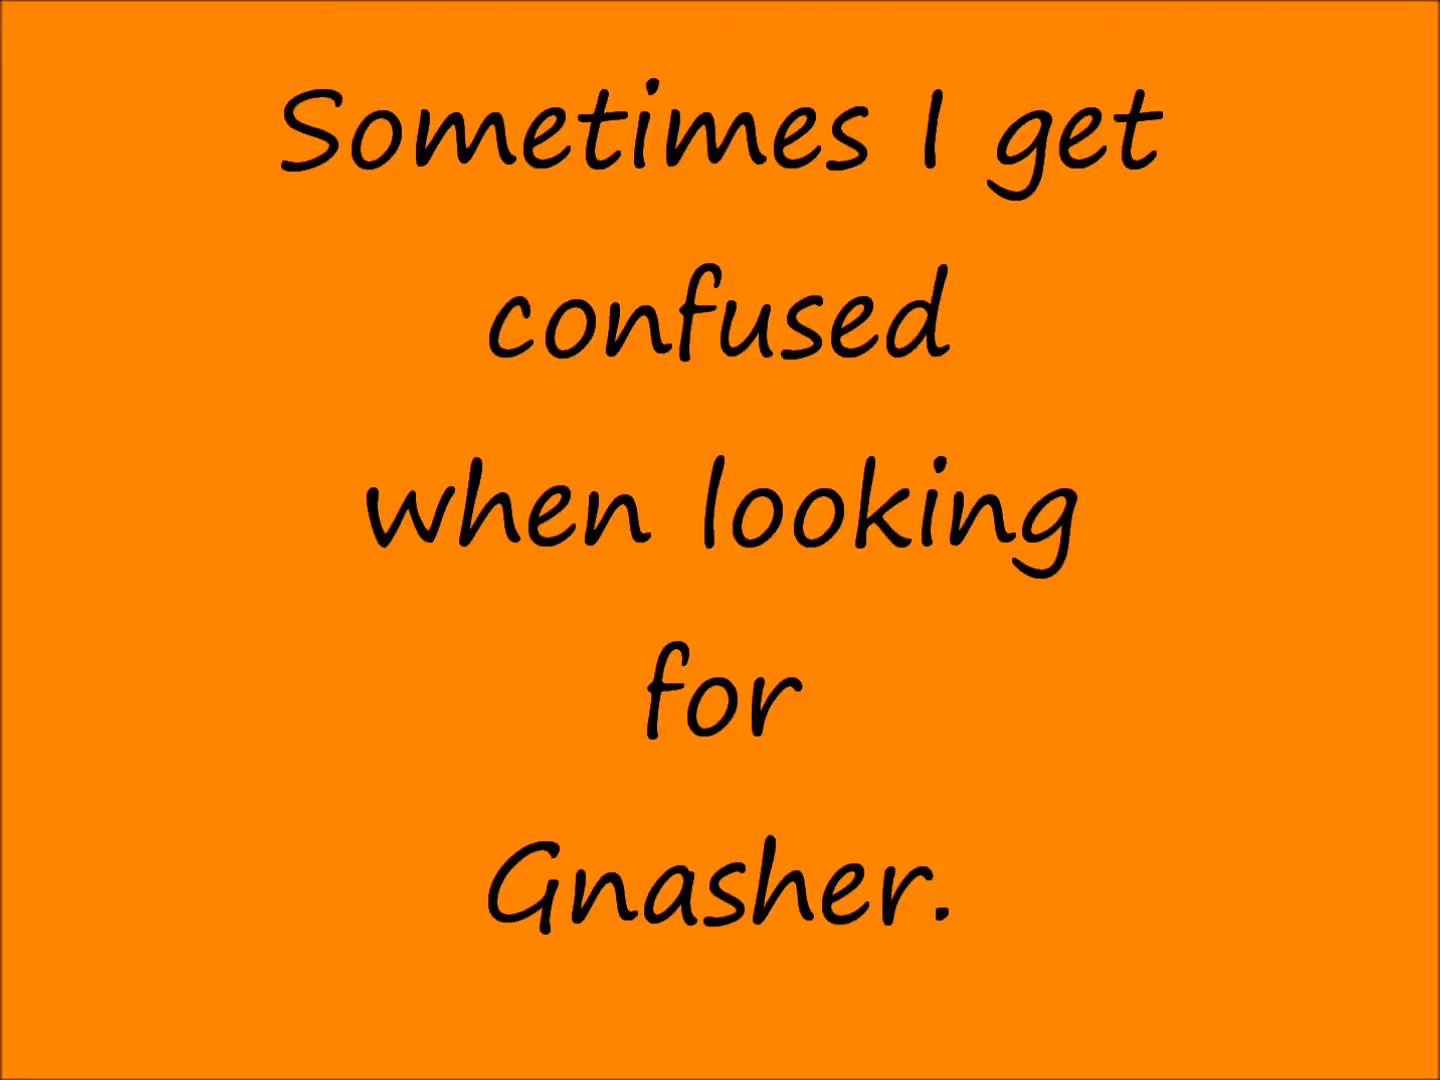 Sometimes I get
confused
when looking
for
Gnasher.